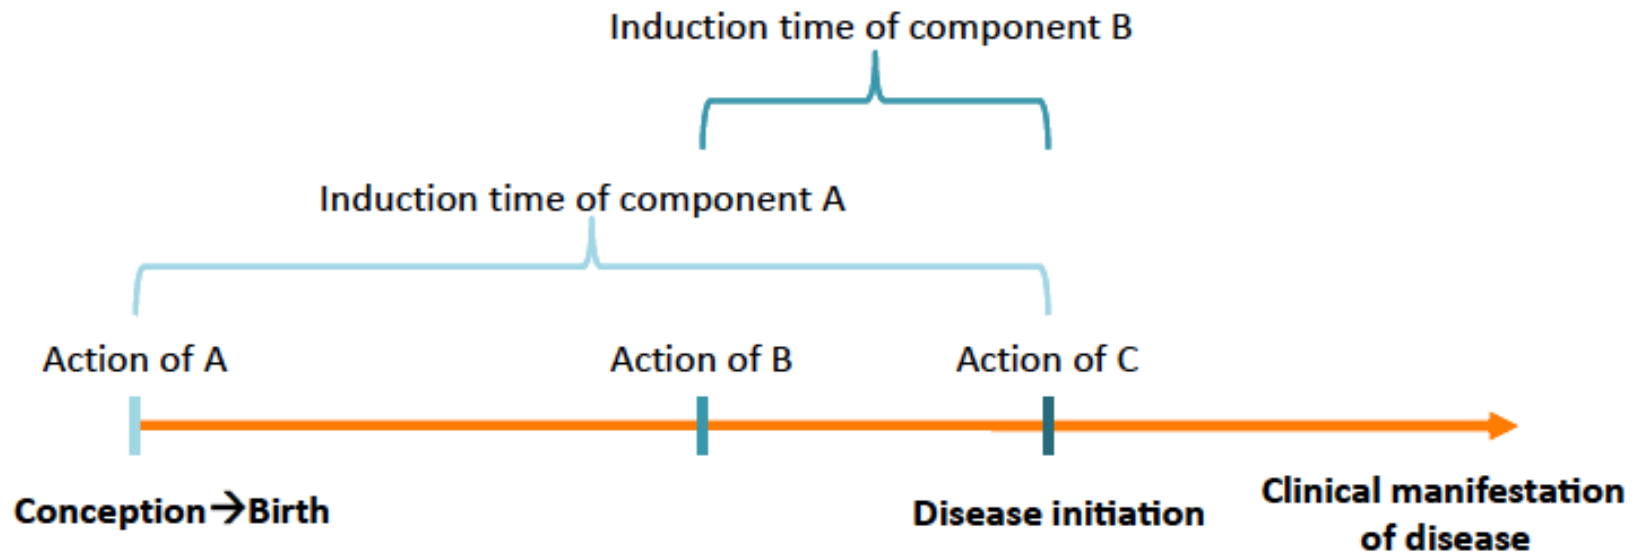 Induction time of component B
Induction time of component A
Action of A
Action of B
Action of C
Conception→Birth
Disease initiation
Clinical manifestation
of disease